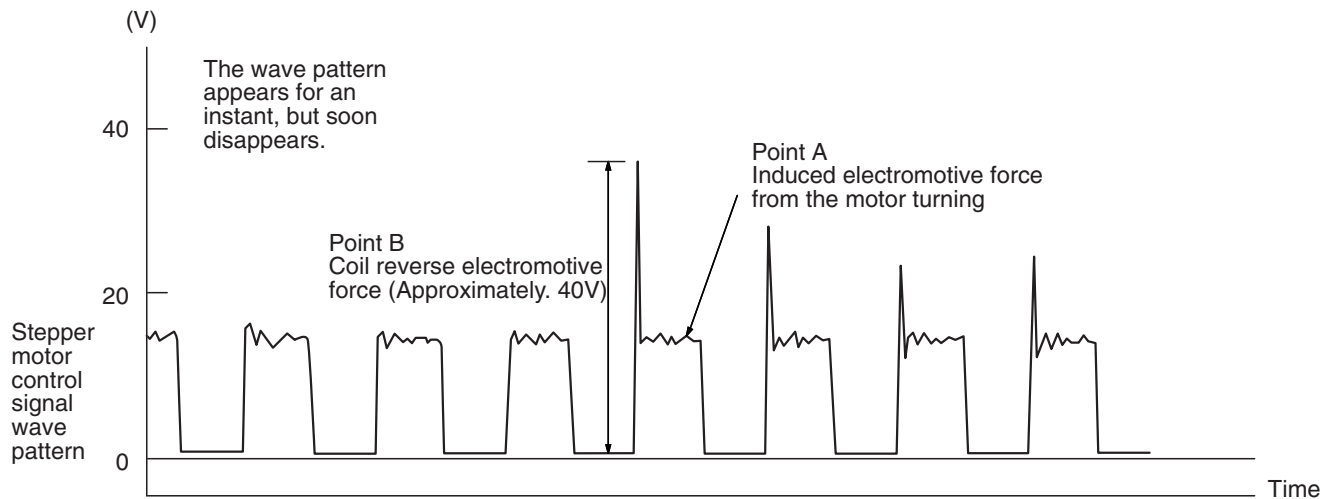 (V)
The wave pattern
appears for an
instant, but soon
disappears.
40
Point A
Induced electromotive force
from the motor turning
Point B
Coil reverse electromotive
force (Approximately. 40V)
20
Stepper
motor
control
signal
wave
pattern
0
Time